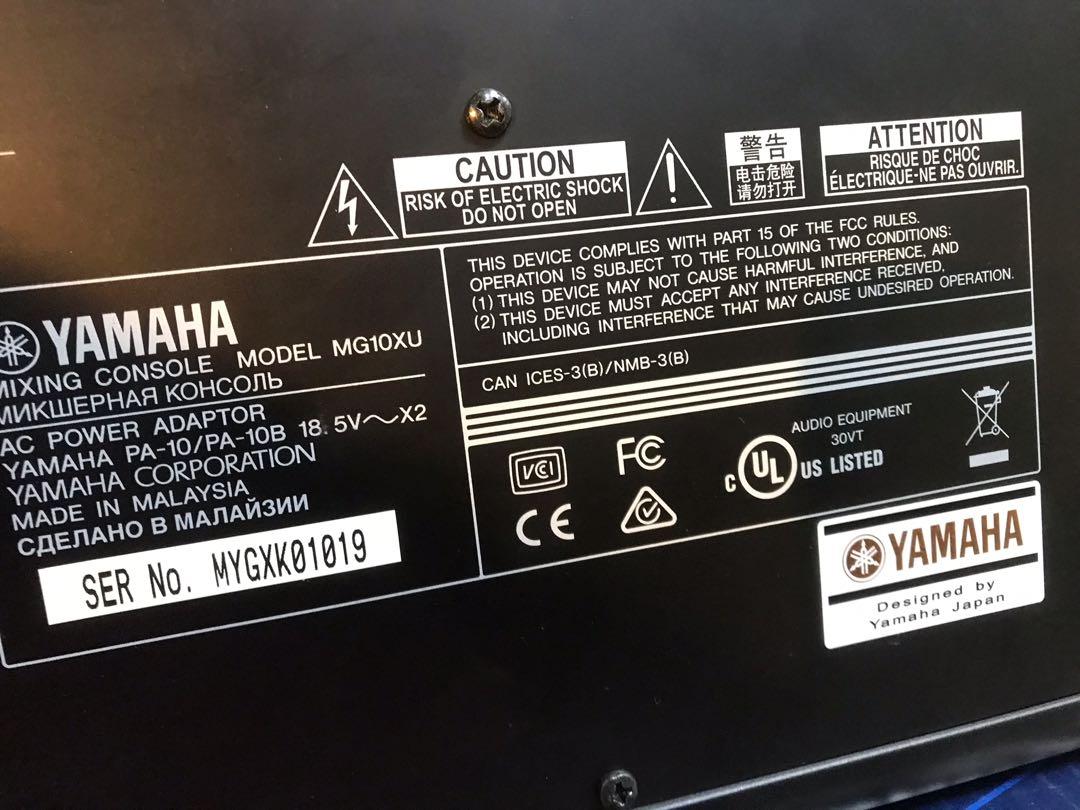 CAUTION
RISK OF ELECTRIC SHOCK
DO NOT OPEN
警告
电击危险
请勿打开
ATTENTION
RISQUE DE CHOC
ÉLECTRIQUE-NE PAS OUVRIR.
YAMAHA
MIXING CONSOLE MODEL MG10XU
МИКШЕРНАЯ КОНСОЛЬ
AC POWER ADAPTOR
YAMAHA PA-10/PA-10B 18.5V～X2
YAMAHA CORPORATION
MADE IN MALAYSIA
СДЕЛАНО В МАЛАЙЗИИ
SER No. MYGXK01019
THIS DEVICE COMPLIES WITH PART 15 OF THE FCC RULES.
OPERATION IS SUBJECT TO THE FOLLOWING TWO CONDITIONS:
(1) THIS DEVICE MAY NOT CAUSE HARMFUL INTERFERENCE, AND
(2) THIS DEVICE MUST ACCEPT ANY INTERFERENCE RECEIVED,
INCLUDING INTERFERENCE THAT MAY CAUSE UNDESIRED OPERATION.
CAN ICES-3(B)/NMB-3(B)
VCI
FC
CE
AUDIO EQUIPMENT
30VT
c UL US LISTED
YAMAHA
Designed by
Yamaha Japan